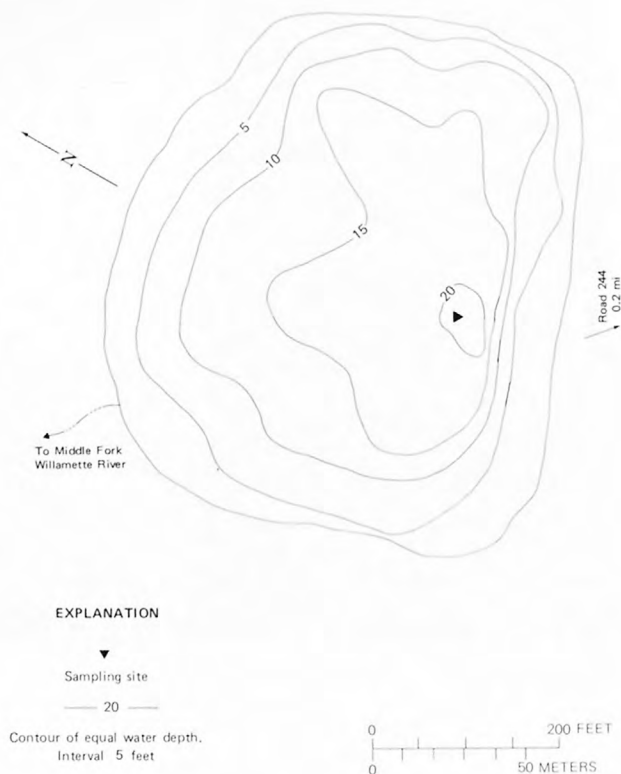 5
10
N
15
20
Road 244
0.2 mi
To Middle Fork
Willamette River
EXPLANATION
Sampling site
20
Contour of equal water depth.
Interval 5 feet
0 200 FEET
0 50 METERS